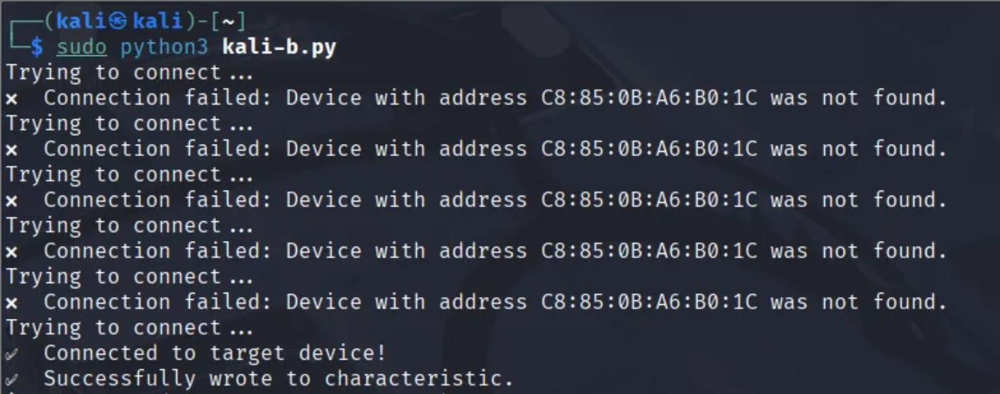 ┌──(kali㉿kali)-[~]
└─$ sudo python3 kali-b.py
Trying to connect...
× Connection failed: Device with address C8:85:0B:A6:B0:1C was not found.
Trying to connect...
× Connection failed: Device with address C8:85:0B:A6:B0:1C was not found.
Trying to connect...
× Connection failed: Device with address C8:85:0B:A6:B0:1C was not found.
Trying to connect...
× Connection failed: Device with address C8:85:0B:A6:B0:1C was not found.
Trying to connect...
× Connection failed: Device with address C8:85:0B:A6:B0:1C was not found.
Trying to connect...
✔ Connected to target device!
✔ Successfully wrote to characteristic.